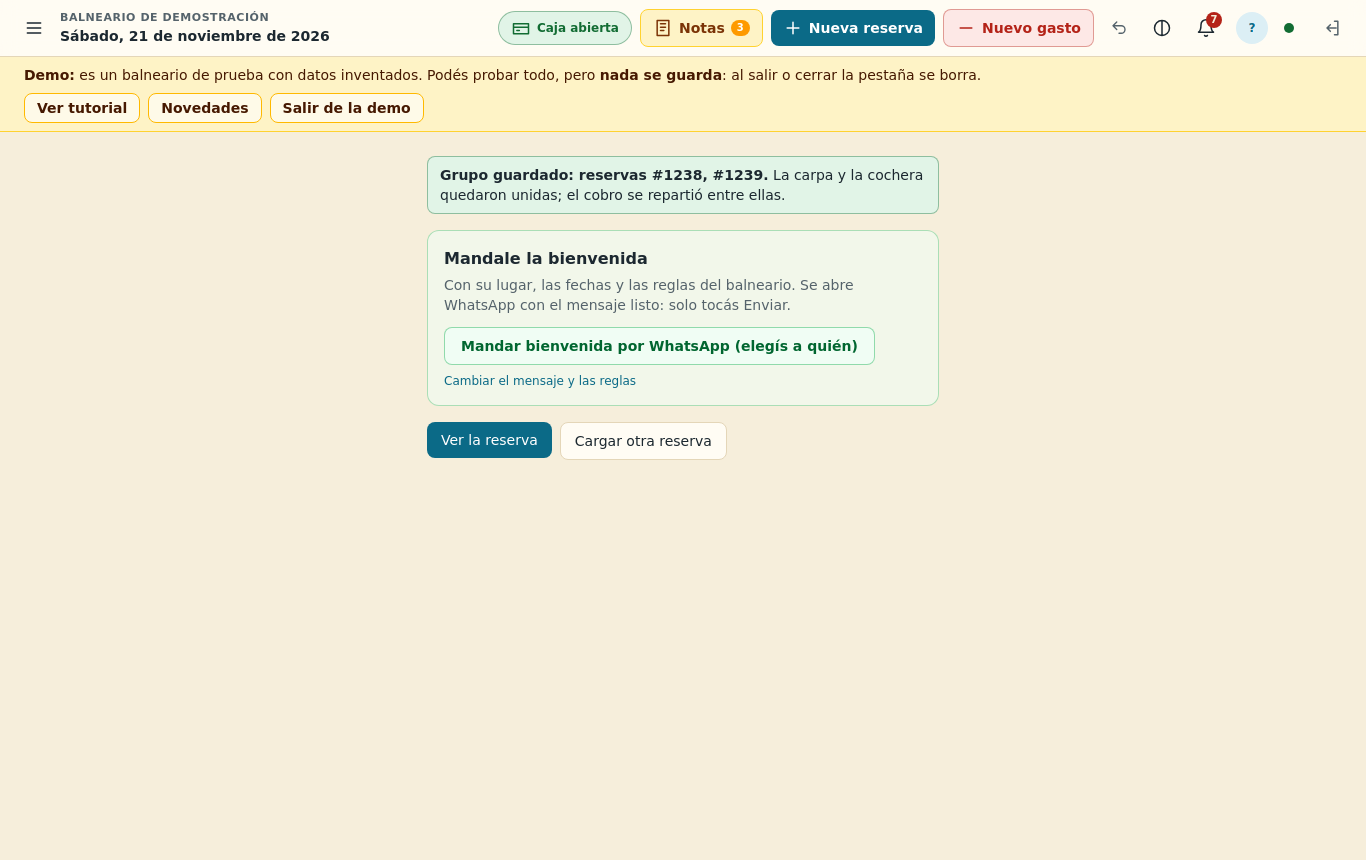 BALNEARIO DE DEMOSTRACIÓN
Sábado, 21 de noviembre de 2026
Caja abierta
Notas 3
Nueva reserva
Nuevo gasto
7
?
Demo: es un balneario de prueba con datos inventados. Podés probar todo, pero nada se guarda: al salir o cerrar la pestaña se borra.
Ver tutorial
Novedades
Salir de la demo
Grupo guardado: reservas #1238, #1239. La carpa y la cochera
quedaron unidas; el cobro se repartió entre ellas.
Mandale la bienvenida
Con su lugar, las fechas y las reglas del balneario. Se abre
WhatsApp con el mensaje listo: solo tocás Enviar.
Mandar bienvenida por WhatsApp (elegís a quién)
Cambiar el mensaje y las reglas
Ver la reserva
Cargar otra reserva